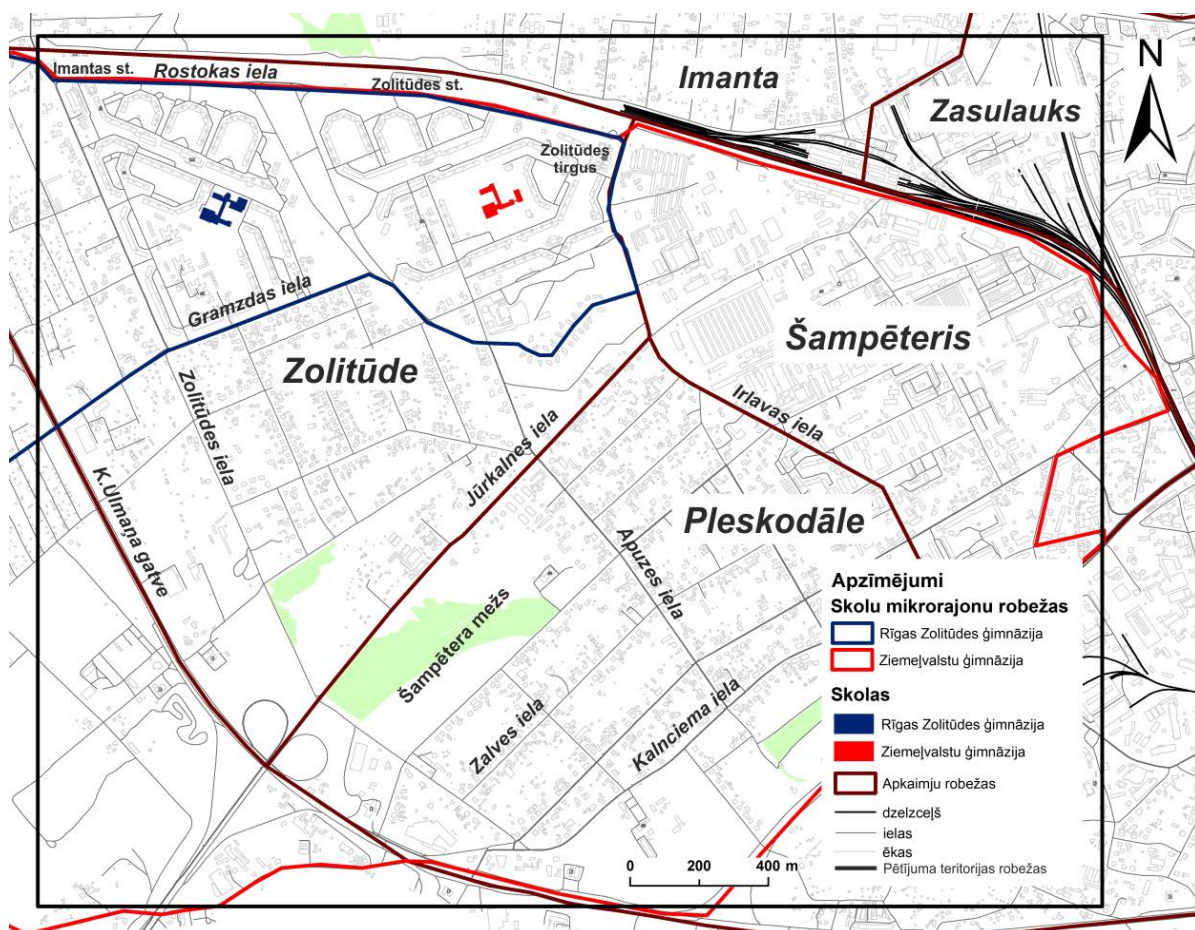 N
Imantas st.
Rostokas iela
Zolitūdes st.
Imanta
Zasulauks
Zolitūdes
tirgus
Gramzdas iela
Zolitūde
Šampēteris
Zolitūdes iela
Jūrkalnes iela
Irlavas iela
K.Ulmaņa gatve
Pleskodāle
Apuzes iela
Šampētera mežs
Zalves iela
Kalnciema iela
Apzīmējumi
Skolu mikrorajonu robežas
Rīgas Zolitūdes ģimnāzija
Ziemeļvalstu ģimnāzija
Skolas
Rīgas Zolitūdes ģimnāzija
Ziemeļvalstu ģimnāzija
Apkaimju robežas
dzelzceļš
ielas
ēkas
Pētījuma teritorijas robežas
0 200 400 m